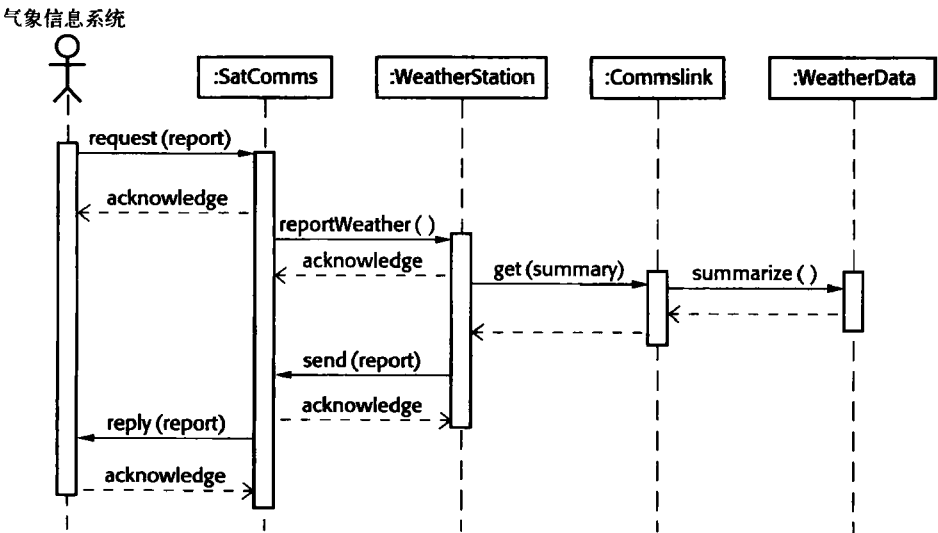 气象信息系统
:SatComms
:WeatherStation
:Commslink
:WeatherData
request (report)
acknowledge
reportWeather ( )
acknowledge
get (summary)
summarize ( )
send (report)
acknowledge
reply (report)
acknowledge